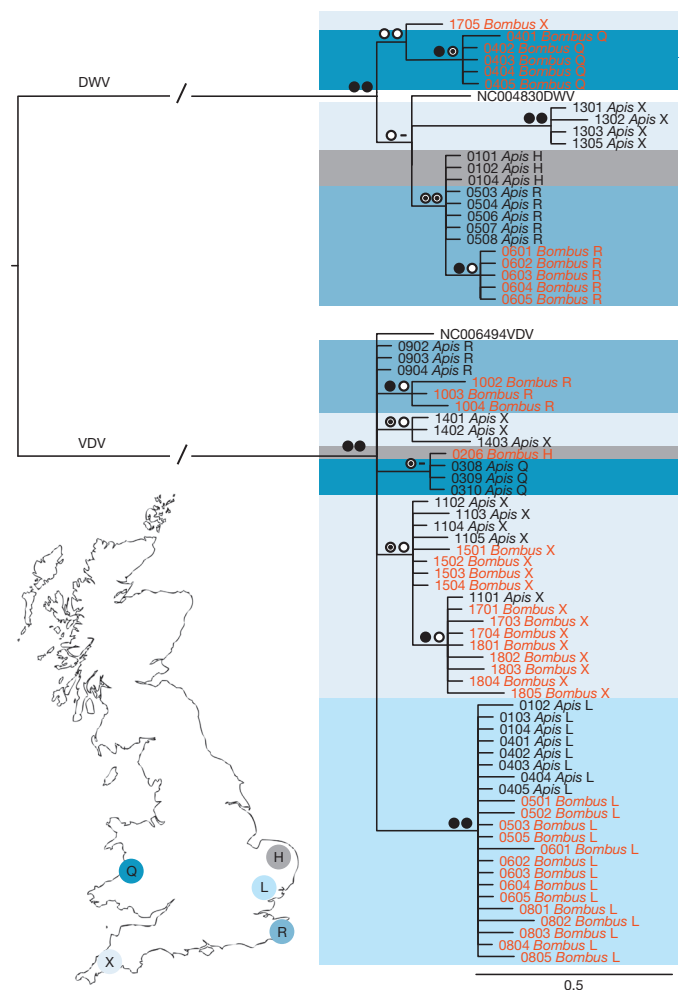 1705 Bombus X
0401 Bombus Q
0402 Bombus Q
0403 Bombus Q
0404 Bombus Q
0405 Bombus Q
DWV
NC004830DWV
1301 Apis X
1302 Apis X
1303 Apis X
1305 Apis X
0101 Apis H
0102 Apis H
0104 Apis H
0503 Apis R
0504 Apis R
0506 Apis R
0507 Apis R
0508 Apis R
0601 Bombus R
0602 Bombus R
0603 Bombus R
0604 Bombus R
0605 Bombus R
NC006494VDV
0902 Apis R
0903 Apis R
0904 Apis R
1002 Bombus R
1003 Bombus R
1004 Bombus R
1401 Apis X
1402 Apis X
1403 Apis X
VDV
0206 Bombus H
0308 Apis Q
0309 Apis Q
0310 Apis Q
1102 Apis X
1103 Apis X
1104 Apis X
1105 Apis X
1501 Bombus X
1502 Bombus X
1503 Bombus X
1504 Bombus X
1101 Apis X
1701 Bombus X
1703 Bombus X
1704 Bombus X
1801 Bombus X
1802 Bombus X
1803 Bombus X
1804 Bombus X
1805 Bombus X
0102 Apis L
0103 Apis L
0104 Apis L
0401 Apis L
0402 Apis L
0403 Apis L
0404 Apis L
0405 Apis L
0501 Bombus L
0502 Bombus L
0503 Bombus L
0505 Bombus L
0601 Bombus L
0602 Bombus L
0603 Bombus L
0604 Bombus L
0605 Bombus L
0801 Bombus L
0802 Bombus L
0803 Bombus L
0804 Bombus L
0805 Bombus L
H
Q
L
R
X
0.5